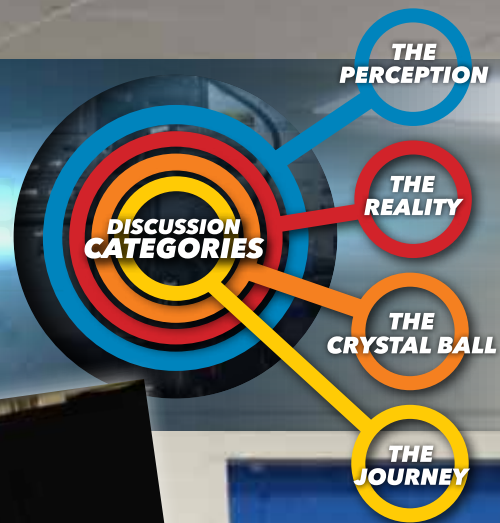 THE
PERCEPTION
THE
REALITY
DISCUSSION
CATEGORIES
THE
CRYSTAL BALL
THE
JOURNEY